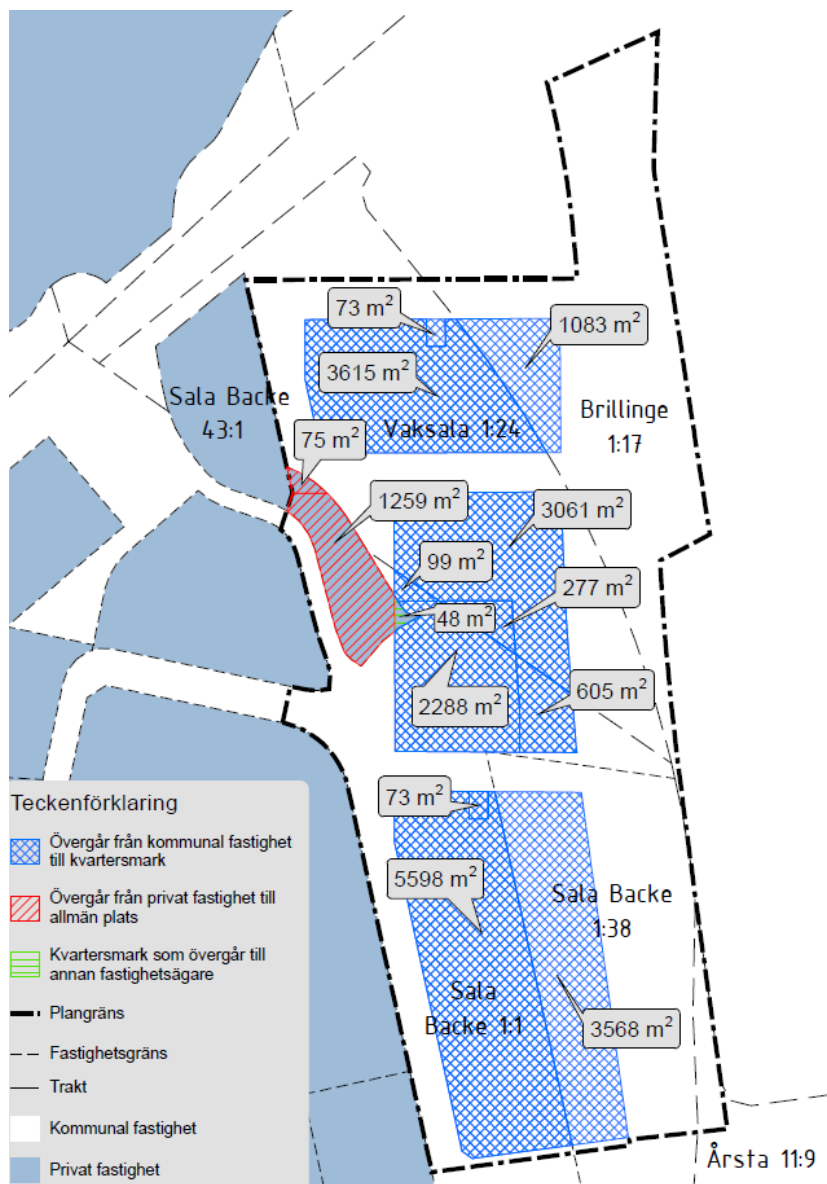 73 m²
1083 m²
3615 m²
Sala Backe
43:1
Vaksala 1:24
Brillinge
1:17
75 m²
1259 m²
3061 m²
99 m²
277 m²
48 m²
2288 m²
605 m²
Teckenförklaring
Övergår från kommunal fastighet
till kvartersmark
Övergår från privat fastighet till
allmän plats
Kvartersmark som övergår till
annan fastighetsägare
Plangräns
Fastighetsgräns
Trakt
Kommunal fastighet
Privat fastighet
73 m²
5598 m²
Sala Backe
1:38
Sala
Backe 1:1
3568 m²
Årsta 11:9